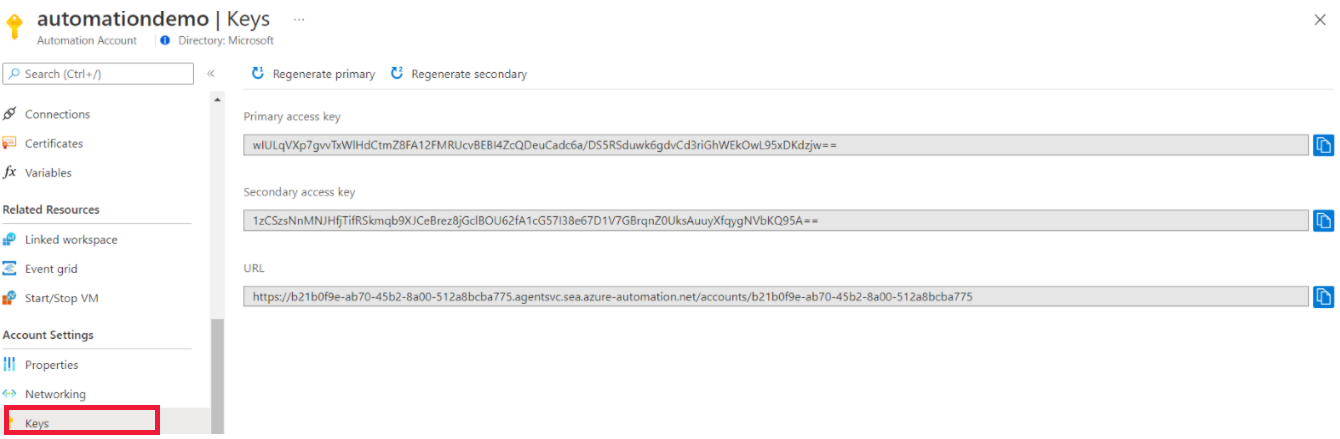 automationdemo | Keys ...
Automation Account Directory: Microsoft
Search (Ctrl+/)
«
Connections
Certificates
Variables
Related Resources
Linked workspace
Event grid
Start/Stop VM
Account Settings
Properties
Networking
Keys
Regenerate primary Regenerate secondary
Primary access key
wIULqVXp7gvvTxWlHdCtmZ8FA12FMRUcvBEBI4ZcQDeuCadc6a/DS5RSduwk6gdvCd3riGhWEkOwL95xDKdzjw==
Secondary access key
1zCSzsNnMNJHfjTifRSkmqb9XJCeBrez8jGclBOU62fA1cG57I38e67D1V7GBrqnZ0UksAuuyXfqygNVbKQ95A==
URL
https://b21b0f9e-ab70-45b2-8a00-512a8bcba775.agentsvc.sea.azure-automation.net/accounts/b21b0f9e-ab70-45b2-8a00-512a8bcba775